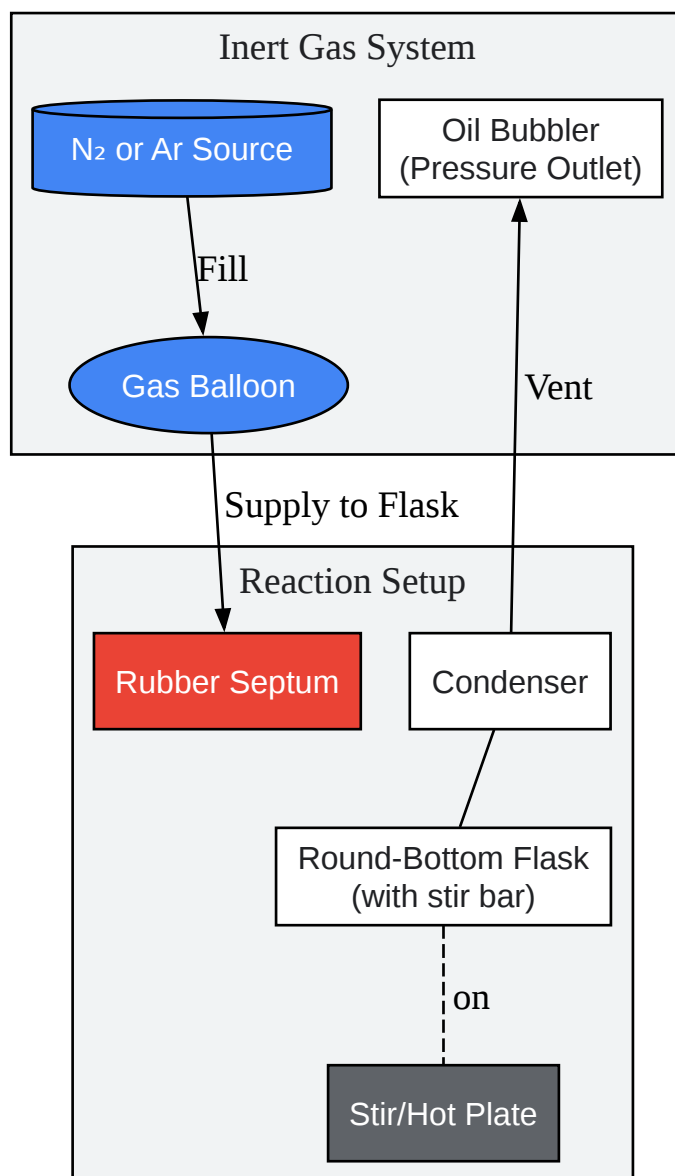 Inert Gas System
N₂ or Ar Source
Oil Bubbler
(Pressure Outlet)
Fill
Gas Balloon
Vent
Supply to Flask
Reaction Setup
Rubber Septum
Condenser
Round-Bottom Flask
(with stir bar)
on
Stir/Hot Plate